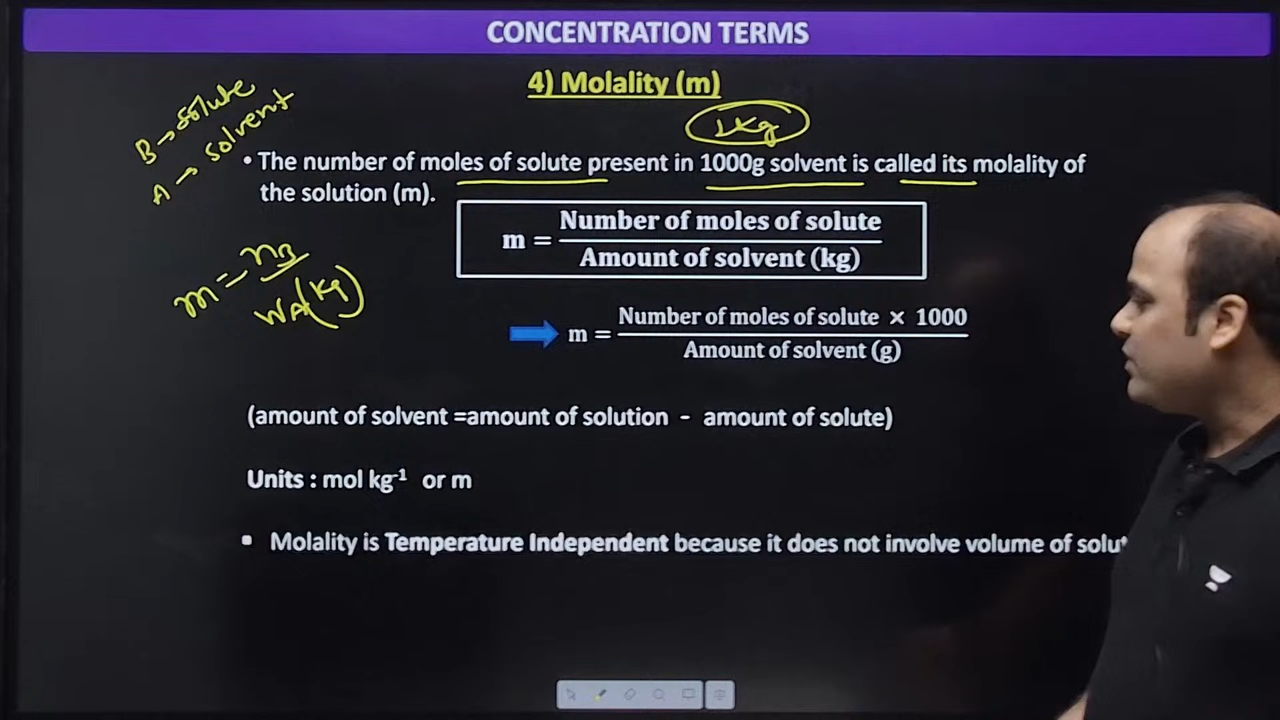 CONCENTRATION TERMS
4) Molality (m)
1kg
B → solute
A → solvent
• The number of moles of solute present in 1000g solvent is called its molality of
the solution (m).
m = Number of moles of solute / Amount of solvent (kg)
m = nB / WA(kg)
m = Number of moles of solute × 1000 / Amount of solvent (g)
(amount of solvent =amount of solution - amount of solute)
Units : mol kg⁻¹ or m
▪ Molality is Temperature Independent because it does not involve volume of solut